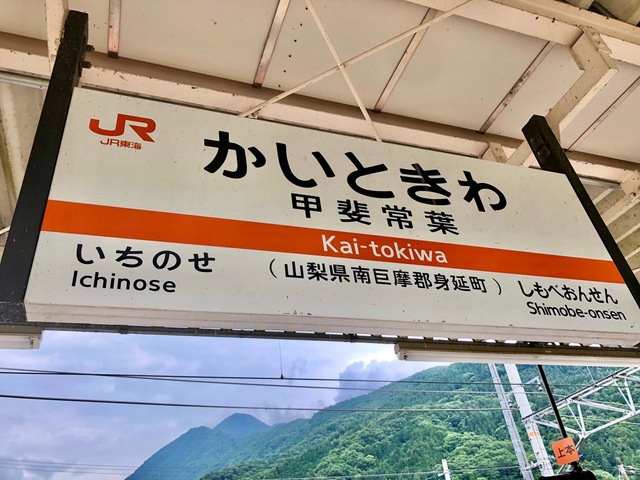 JR
JR東海
かいときわ
甲斐常葉
Kai-tokiwa
いちのせ
Ichinose
(山梨県南巨摩郡身延町)
しもべおんせん
Shimobe-onsen
上本